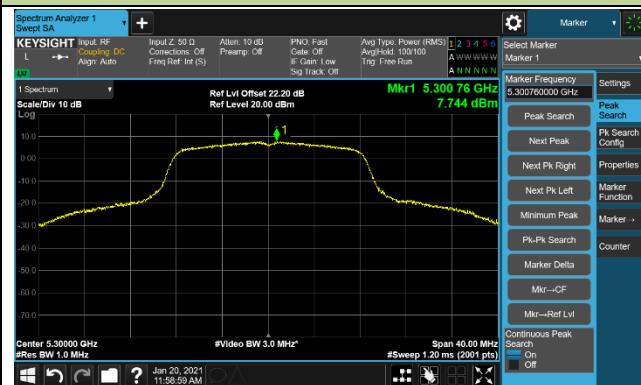 Spectrum Analyzer 1
Swept SA
Marker
KEYSIGHT
L
Input: RF
Coupling: DC
Align: Auto
Input Z: 50 Ω
Corrections: Off
Freq Ref: Int (S)
Atten: 10 dB
Preamp: Off
PNO: Fast
Gate: Off
IF Gain: Low
Sig Track: Off
Avg Type: Power (RMS)
Avg|Hold: 100/100
Trig: Free Run
1 2 3 4 5 6
A W W W W W
A N N N N N
Select Marker
Marker 1
Marker Frequency
5.300760000 GHz
Settings
Peak Search
Peak
Search
Next Peak
Pk Search
Config
Next Pk Right
Properties
Next Pk Left
Marker
Function
Minimum Peak
Marker→
Pk-Pk Search
Counter
Marker Delta
Mkr→CF
Mkr→Ref Lvl
Continuous Peak
Search
On
Off
1 Spectrum
Scale/Div 10 dB
Log
Ref Lvl Offset 22.20 dB
Ref Level 20.00 dBm
Mkr1 5.300 76 GHz
7.744 dBm
1
10.0
0.00
-10.0
-20.0
-30.0
-40.0
-50.0
-60.0
-70.0
Center 5.30000 GHz
#Res BW 1.0 MHz
#Video BW 3.0 MHz*
Span 40.00 MHz
#Sweep 1.20 ms (2001 pts)
Jan 20, 2021
11:58:59 AM